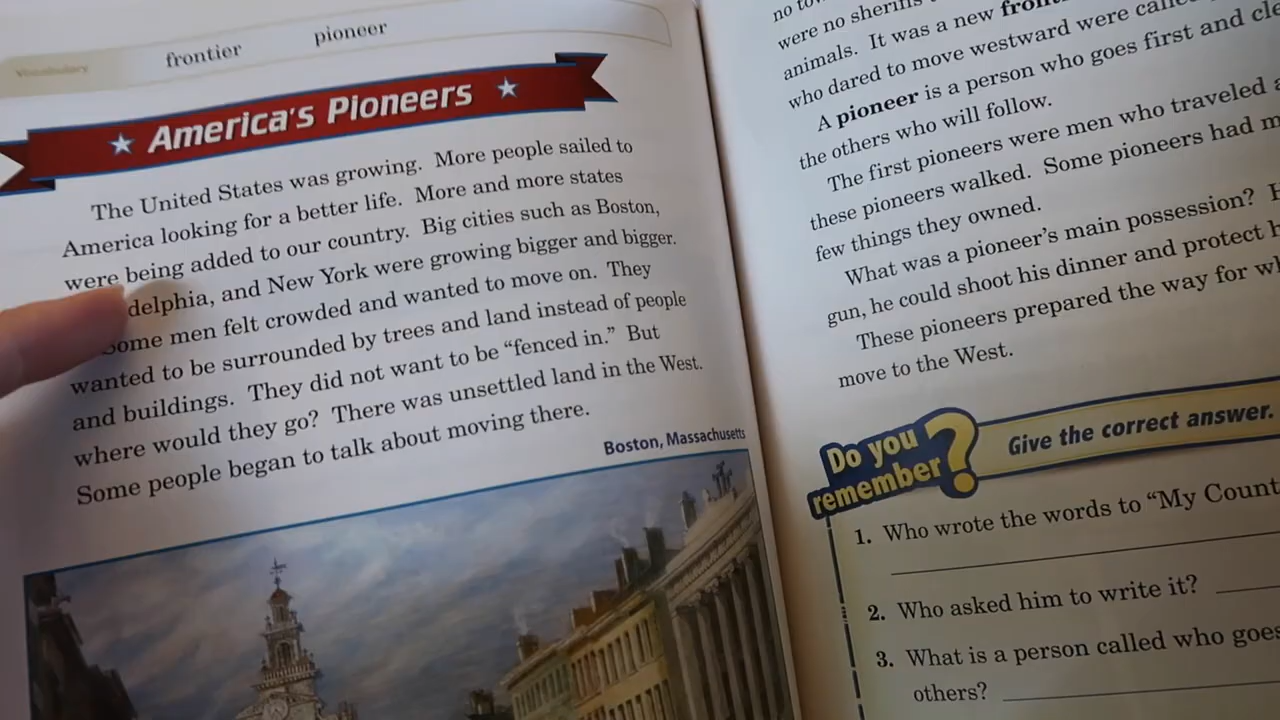 Vocabulary
frontier pioneer
America's Pioneers
The United States was growing. More people sailed to
America looking for a better life. More and more states
were being added to our country. Big cities such as Boston,
delphia, and New York were growing bigger and bigger.
Some men felt crowded and wanted to move on. They
wanted to be surrounded by trees and land instead of people
and buildings. They did not want to be “fenced in.” But
where would they go? There was unsettled land in the West.
Some people began to talk about moving there.
Boston, Massachusetts
no
were no sheriffs
animals. It was a new
who dared to move westward were
A pioneer is a person who goes first and
the others who will follow.
The first pioneers were men who traveled
these pioneers walked. Some pioneers had
few things they owned.
What was a pioneer's main possession?
gun, he could shoot his dinner and protect
These pioneers prepared the way for
move to the West.
Do you remember?
Give the correct answer.
1. Who wrote the words to “My
2. Who asked him to write it?
3. What is a person called who goes
others?